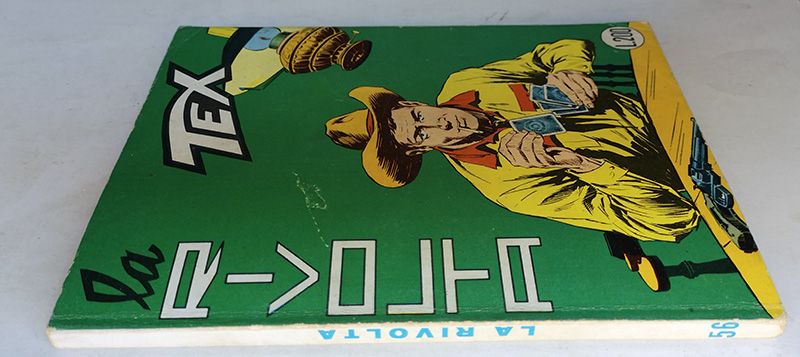 TEX
L.200
la
RIVOLTA
LA RIVOLTA
56